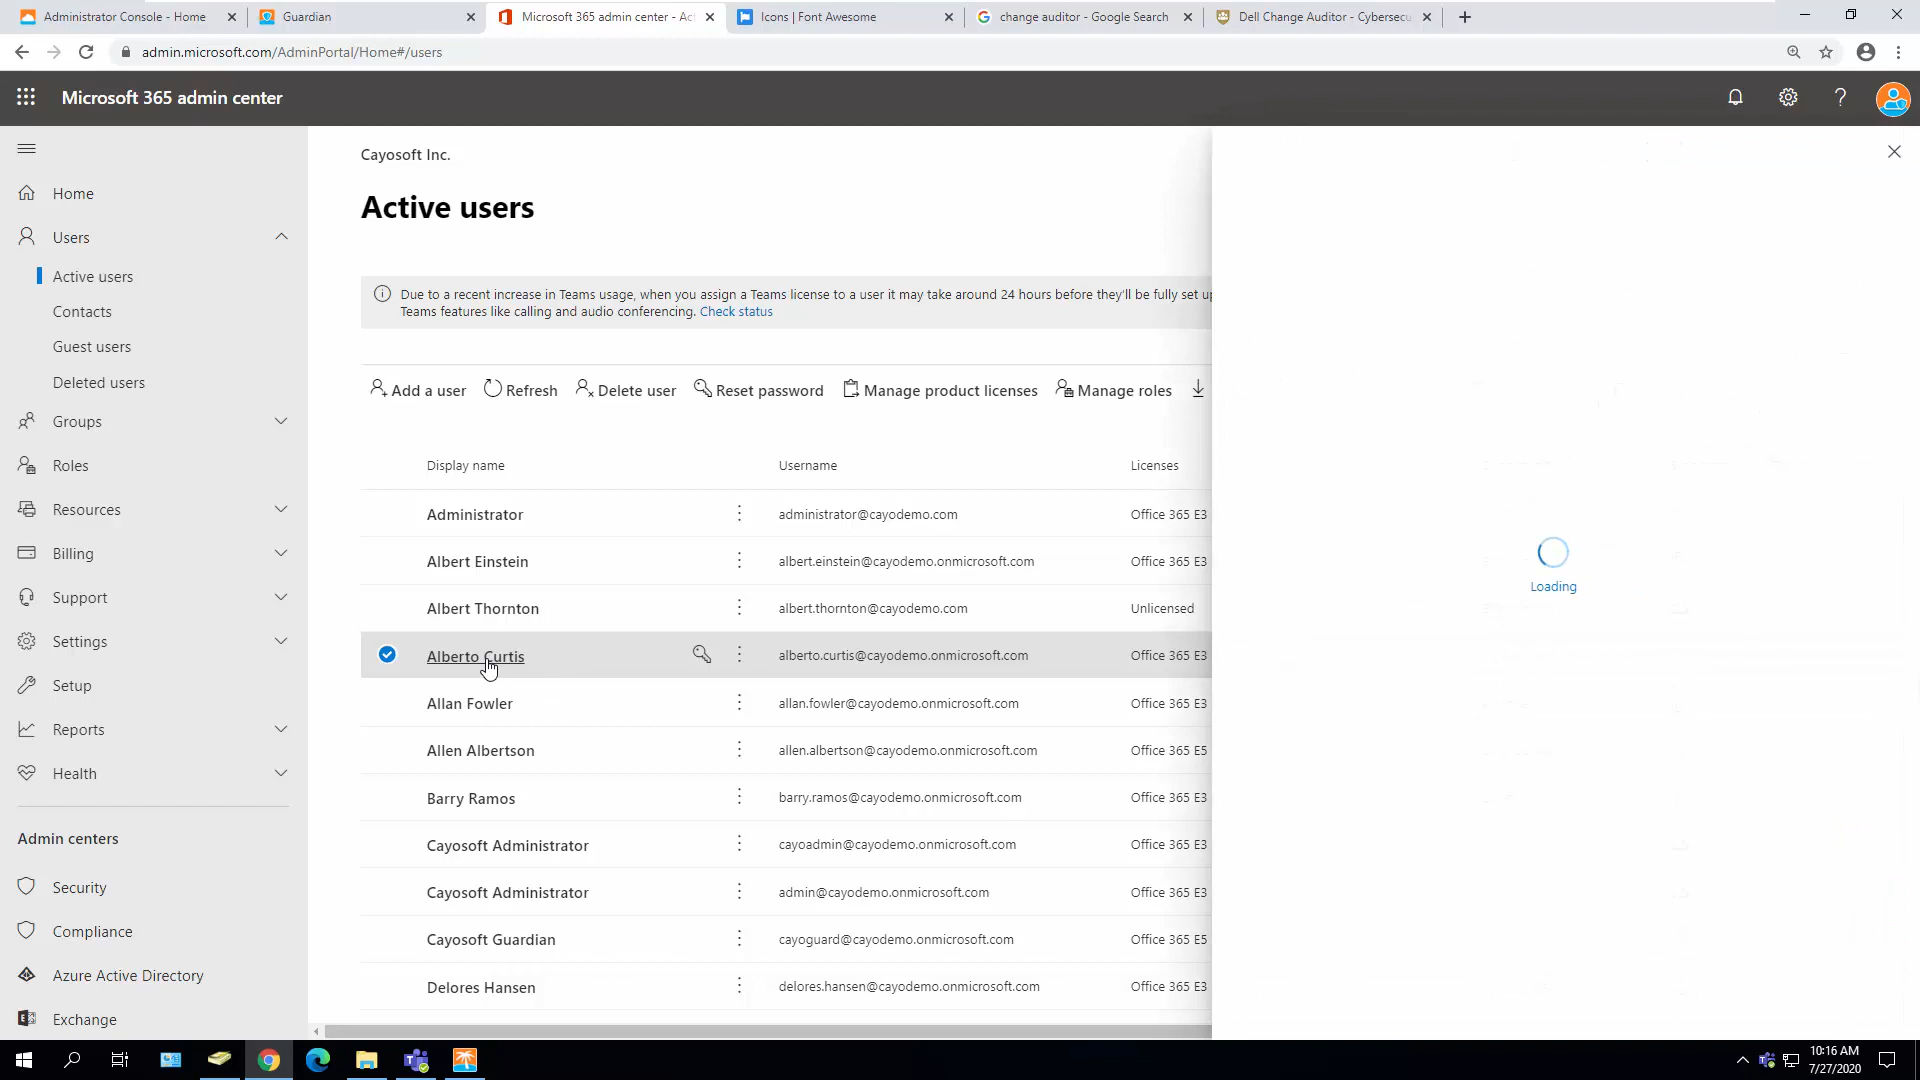 Administrator Console - Home
Guardian
Microsoft 365 admin center - Act
Icons | Font Awesome
change auditor - Google Search
Dell Change Auditor - Cybersecu
admin.microsoft.com/AdminPortal/Home#/users
Microsoft 365 admin center
Home
Users
Active users
Contacts
Guest users
Deleted users
Groups
Roles
Resources
Billing
Support
Settings
Setup
Reports
Health
Admin centers
Security
Compliance
Azure Active Directory
Exchange
Cayosoft Inc.
Active users
Due to a recent increase in Teams usage, when you assign a Teams license to a user it may take around 24 hours before they'll be fully set up
Teams features like calling and audio conferencing. Check status
Add a user Refresh Delete user Reset password Manage product licenses Manage roles
Display name Username Licenses
Administrator administrator@cayodemo.com Office 365 E3
Albert Einstein albert.einstein@cayodemo.onmicrosoft.com Office 365 E3
Albert Thornton albert.thornton@cayodemo.com Unlicensed
Alberto Curtis alberto.curtis@cayodemo.onmicrosoft.com Office 365 E3
Allan Fowler allan.fowler@cayodemo.onmicrosoft.com Office 365 E3
Allen Albertson allen.albertson@cayodemo.onmicrosoft.com Office 365 E5
Barry Ramos barry.ramos@cayodemo.onmicrosoft.com Office 365 E3
Cayosoft Administrator cayoadmin@cayodemo.onmicrosoft.com Office 365 E3
Cayosoft Administrator admin@cayodemo.onmicrosoft.com Office 365 E3
Cayosoft Guardian cayoguard@cayodemo.onmicrosoft.com Office 365 E5
Delores Hansen delores.hansen@cayodemo.onmicrosoft.com Office 365 E3
Loading
10:16 AM
7/27/2020